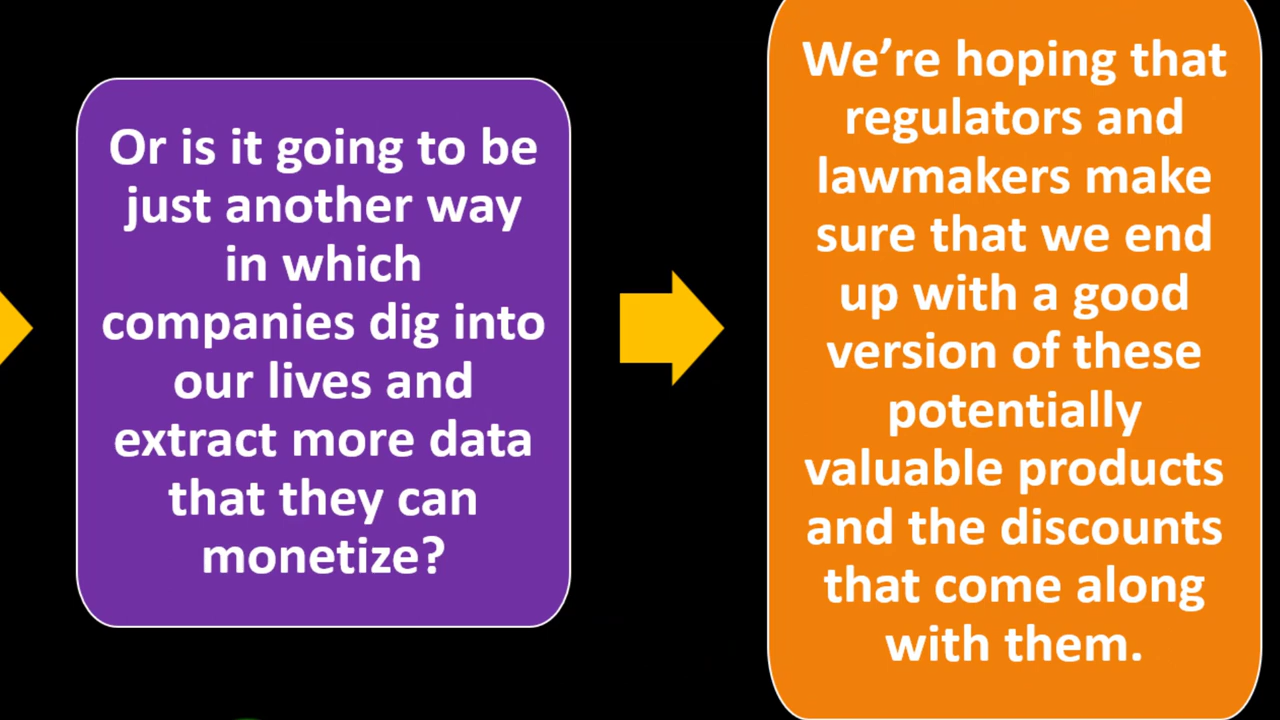 Or is it going to be
just another way
in which
companies dig into
our lives and
extract more data
that they can
monetize?
We’re hoping that
regulators and
lawmakers make
sure that we end
up with a good
version of these
potentially
valuable products
and the discounts
that come along
with them.